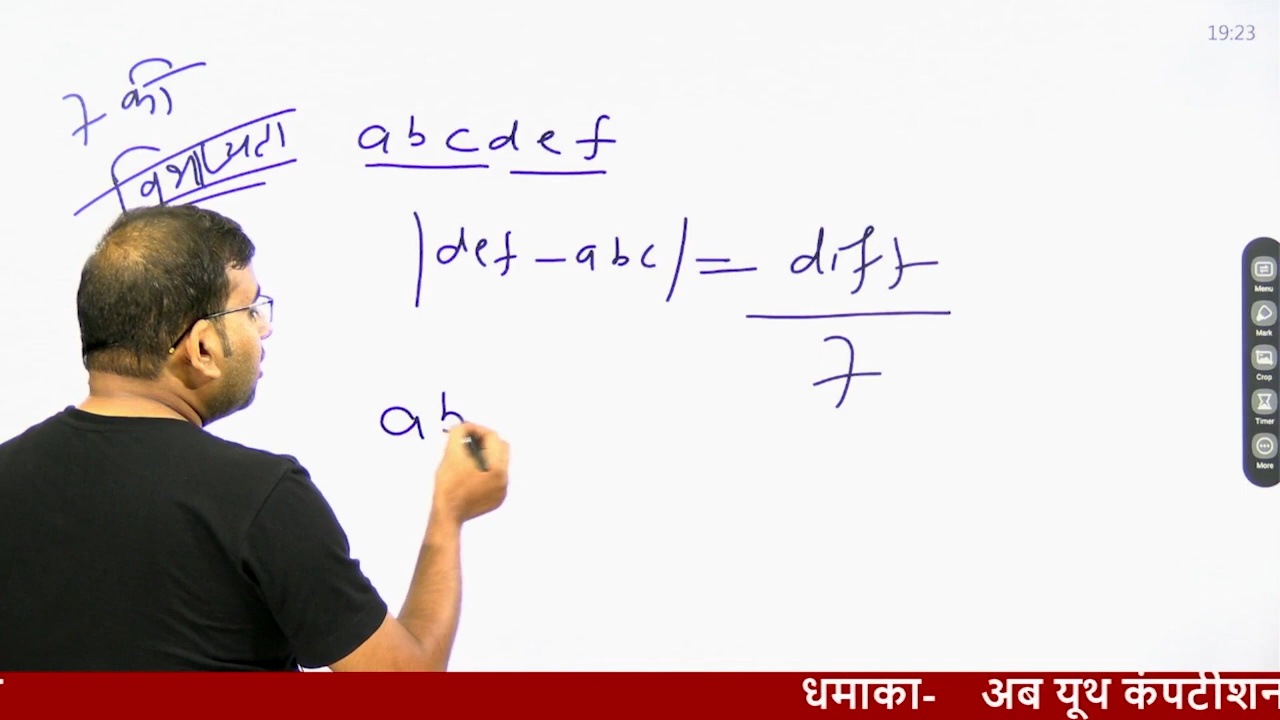 19:23
7 की
विभाज्यता
abcdef
|def - abc| = diff
7
ab
Menu
Mark
Crop
Timer
More
धमाका- अब यूथ कंपटीशन